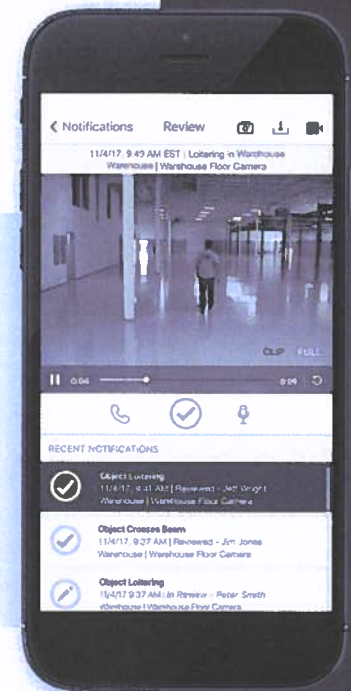 Notifications Review
11/4/17, 9:43 AM EST | Loitering in Warehouse
Warehouse | Warehouse Floor Camera
CLIP FULL
0:04 0:09
RECENT NOTIFICATIONS
Object Loitering
11/4/17, 9:41 AM | Reviewed - Jeff Wright
Warehouse | Warehouse Floor Camera
Object Crosses Beam
11/4/17, 9:27 AM | Reviewed - Jim Jones
Warehouse | Warehouse Floor Camera
Object Loitering
11/4/17 9:37 AM | In Review - Peter Smith
Warehouse | Warehouse Floor Camera